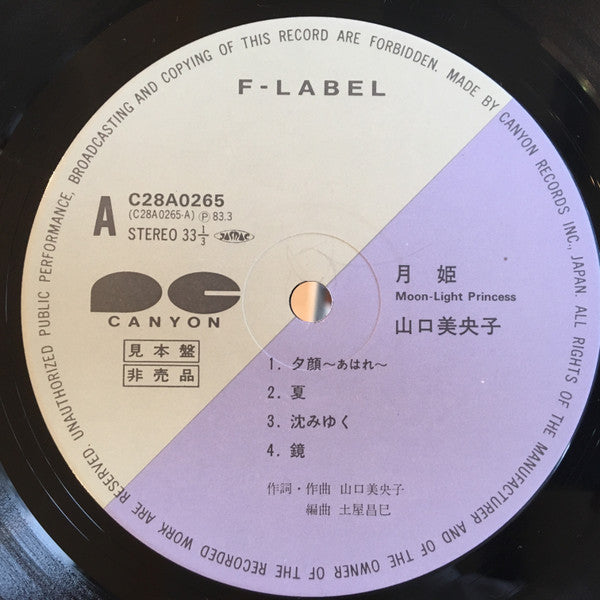 UNAUTHORIZED PUBLIC PERFORMANCE, BROADCASTING AND COPYING OF THIS RECORD ARE FORBIDDEN. MADE BY CANYON RECORDS INC., JAPAN. ALL RIGHTS OF THE MANUFACTURER AND OF THE OWNER OF THE RECORDED WORK ARE RESERVED.
F-LABEL
A
C28A0265
(C28A0265-A) Ⓟ 83.3
STEREO 33 1/3 JASRAC
PC
CANYON
見本盤
非売品
月 姫
Moon-Light Princess
山口美央子
1. 夕顔〜あはれ〜
2. 夏
3. 沈みゆく
4. 鏡
作詞・作曲 山口美央子
編曲 土屋昌巳